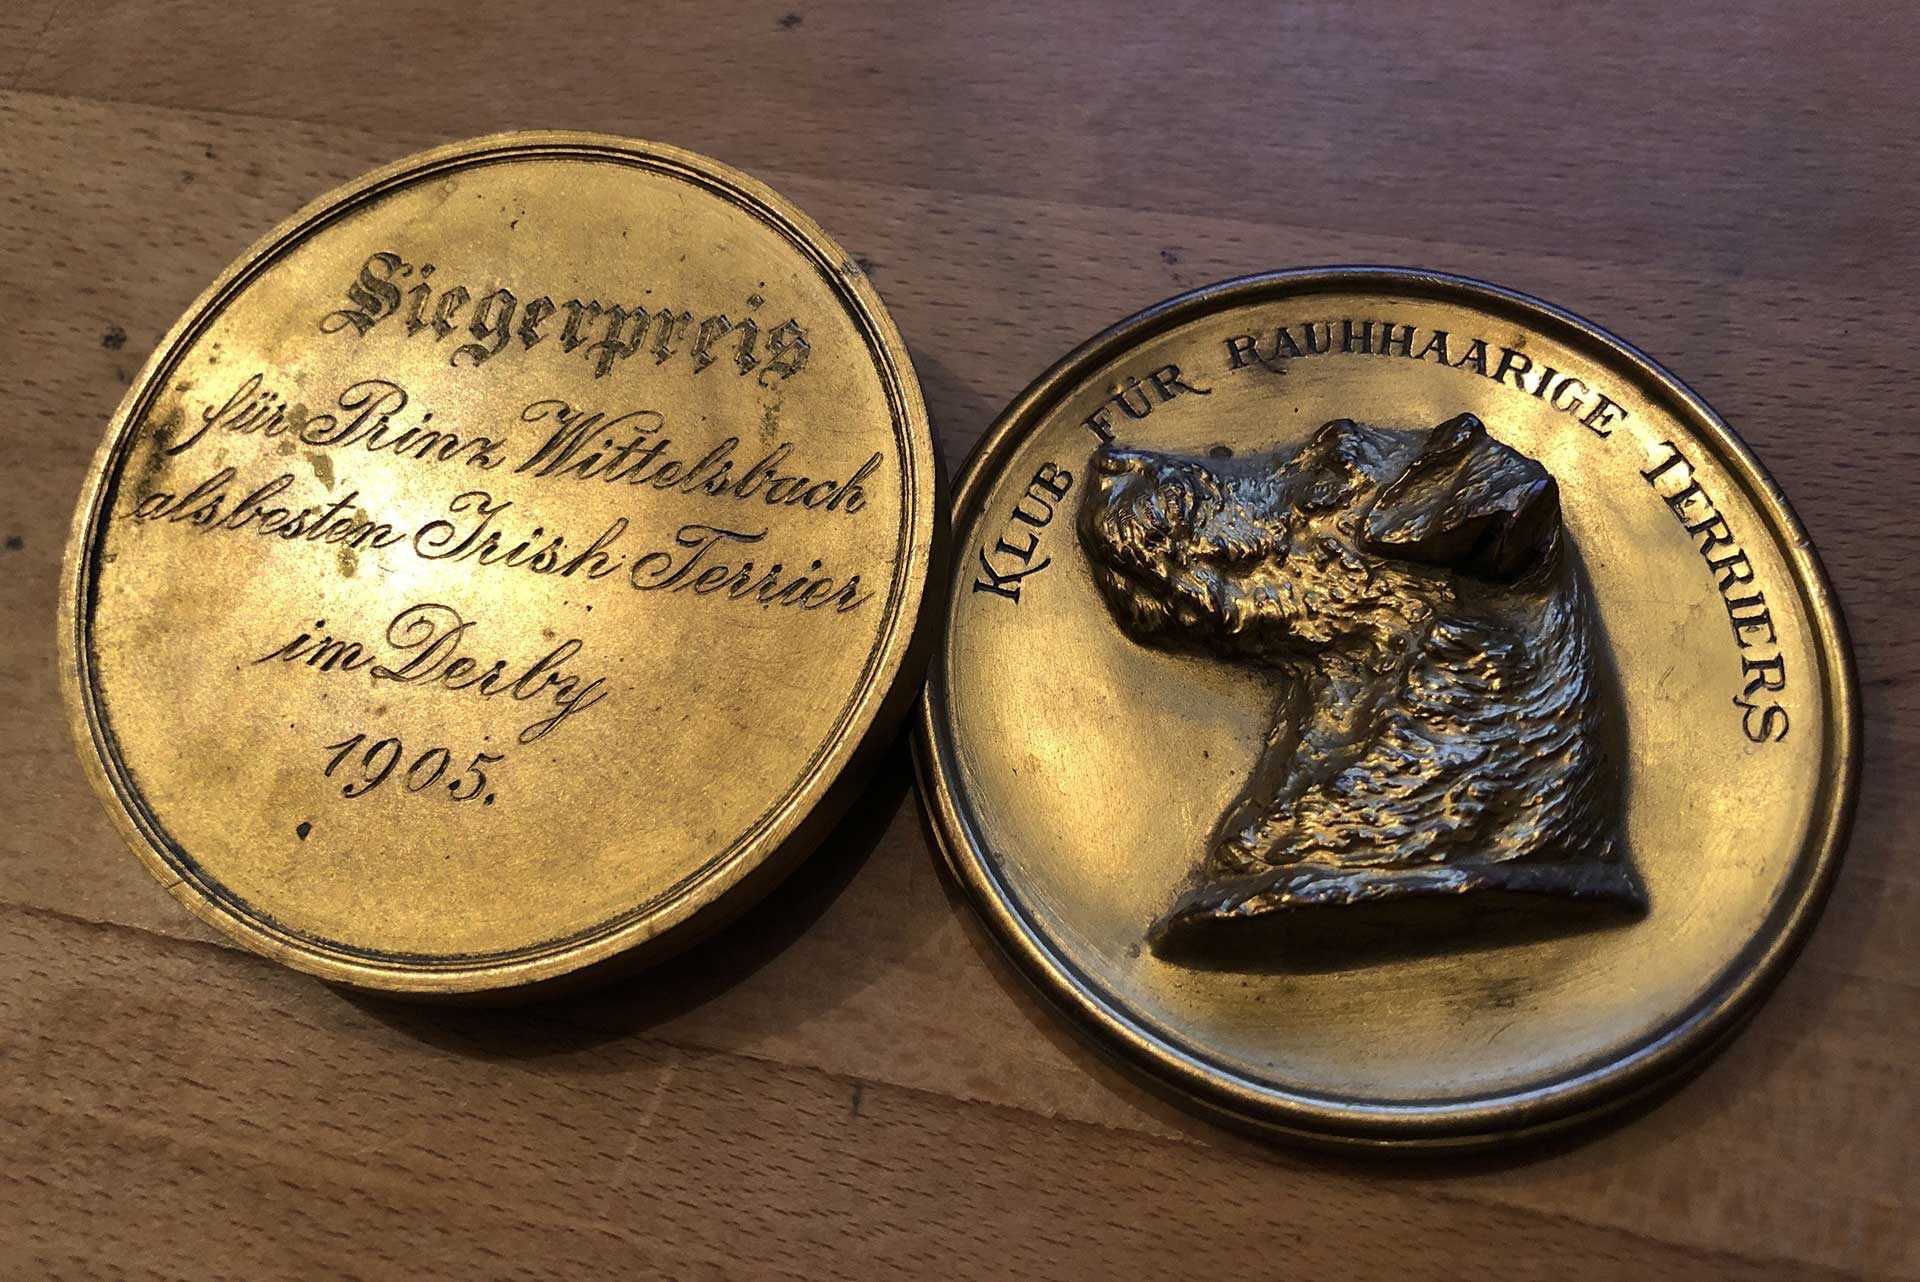 Siegerpreis
für Prinz Wittelsbach
als besten Irish Terrier
im Derby
1905.
KLUB FÜR RAUHHAARIGE TERRIERS